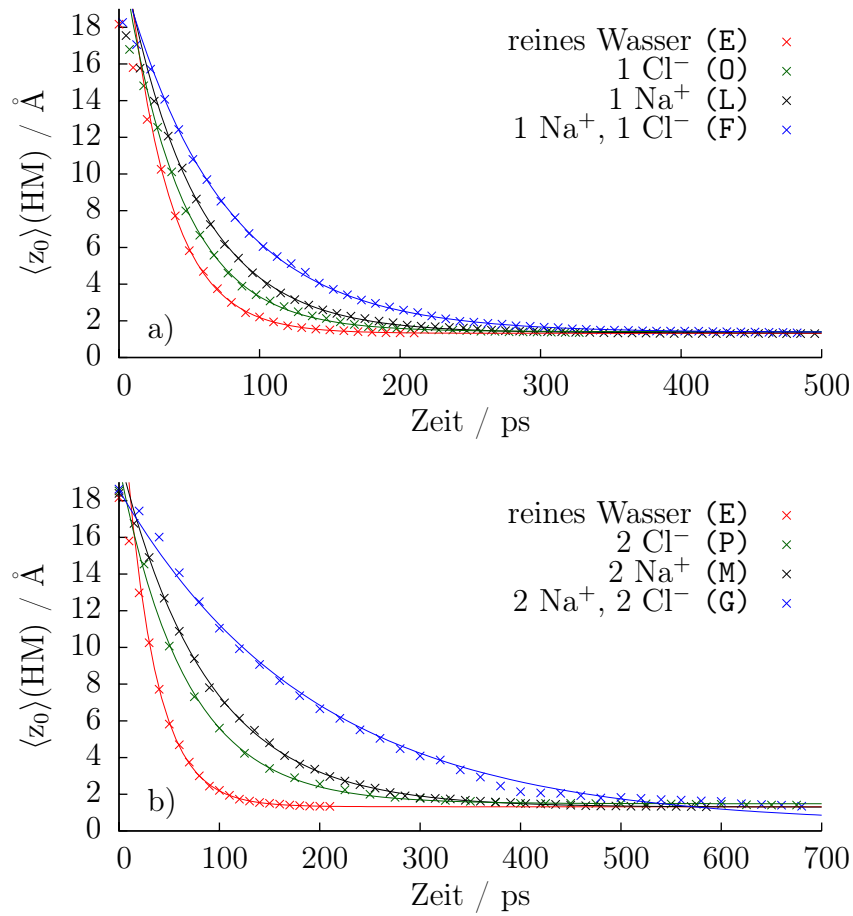 18
16
14
12
10
8
6
4
2
0
⟨z₀⟩(HM) / Å
reines Wasser (E)
1 Cl⁻ (O)
1 Na⁺ (L)
1 Na⁺, 1 Cl⁻ (F)
a)
0 100 200 300 400 500
Zeit / ps
18
16
14
12
10
8
6
4
2
0
⟨z₀⟩(HM) / Å
reines Wasser (E)
2 Cl⁻ (P)
2 Na⁺ (M)
2 Na⁺, 2 Cl⁻ (G)
b)
0 100 200 300 400 500 600 700
Zeit / ps